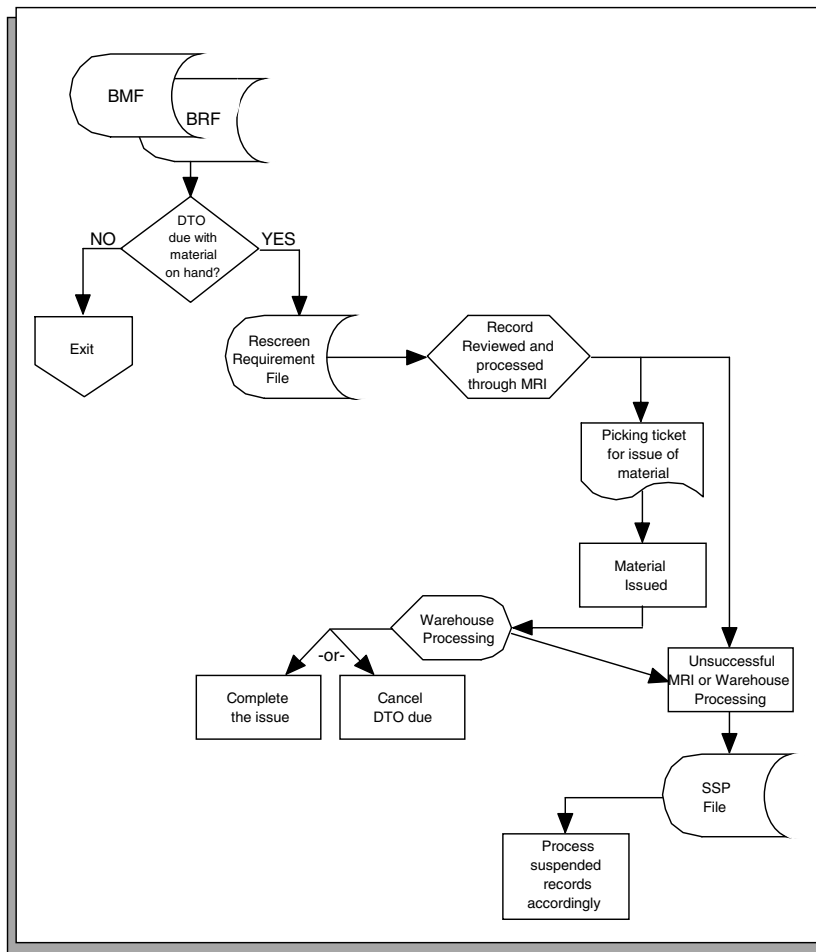 BMF
BRF
DTO
due with
material
on hand?
NO
YES
Exit
Rescreen
Requirement
File
Record
Reviewed and
processed
through MRI
Picking ticket
for issue of
material
Material
Issued
Warehouse
Processing
-or-
Complete
the issue
Cancel
DTO due
Unsuccessful
MRI or Warehouse
Processing
SSP
File
Process
suspended
records
accordingly